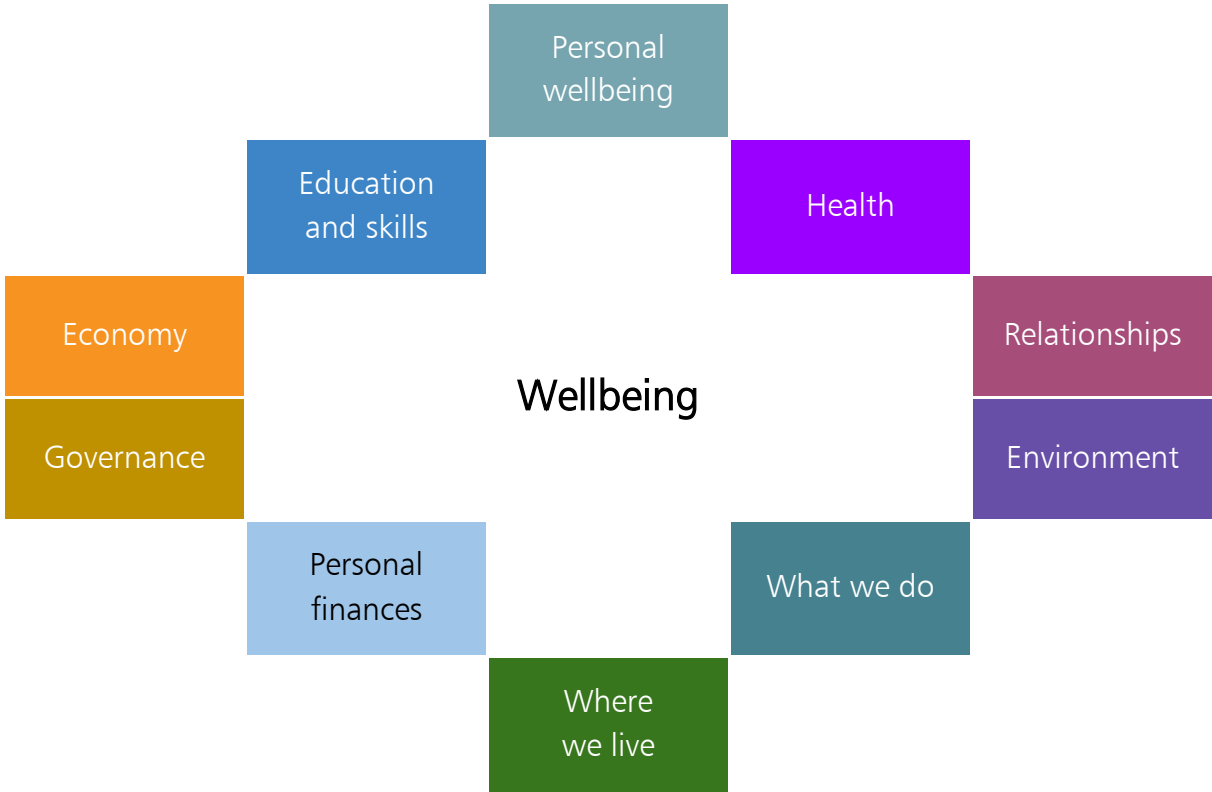 Personal
wellbeing
Education
and skills
Health
Economy
Relationships
Wellbeing
Governance
Environment
Personal
finances
What we do
Where
we live